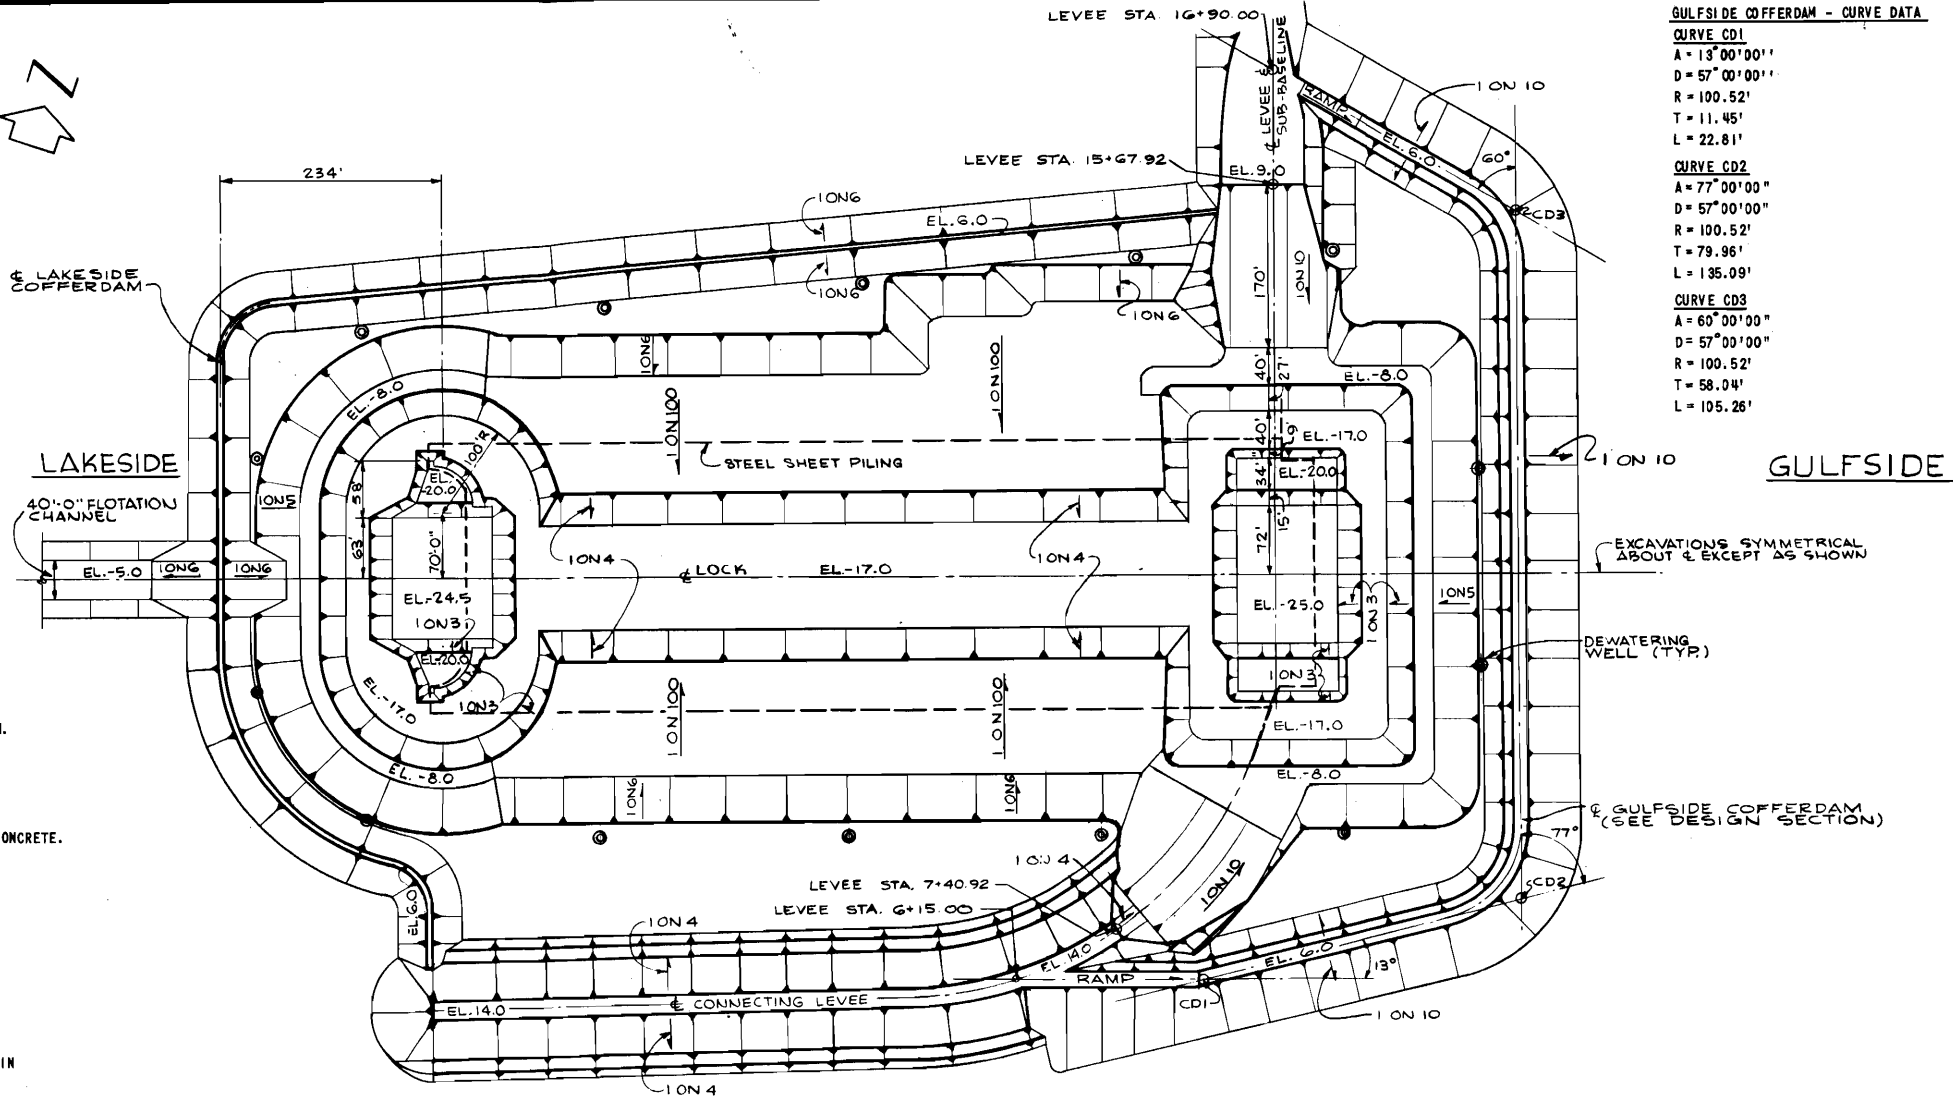 GULFSIDE COFFERDAM - CURVE DATA
CURVE CD1
A = 13°00'00''
D = 57°00'00''
R = 100.52'
T = 11.45'
L = 22.81'
CURVE CD2
A = 77°00'00"
D = 57°00'00"
R = 100.52'
T = 79.96'
L = 135.09'
CURVE CD3
A = 60°00'00"
D = 57°00'00"
R = 100.52'
T = 58.04'
L = 105.26'
LEVEE STA. 16+90.00
Z
℄ LEVEE &
SUB-BASELINE
RAMP
1 ON 10
EL. 6.0
60°
LEVEE STA. 15+67.92
EL. 9.0
234'
1 ON 6
EL. 6.0
CD3
℄ LAKESIDE
COFFERDAM
1 ON 6
170'
1 ON 10
1 ON 6
1 ON 6
1 ON 100
1 ON 100
40'
27'
EL.-8.0
EL.-8.0
100'R
40'
9'
EL.-17.0
LAKESIDE
STEEL SHEET PILING
1 ON 10
GULFSIDE
EL.
-20.0
34'
EL.-20.0
58'
40'-0" FLOTATION
CHANNEL
1 ON 5
15'
63'
70'-0"
1 ON 4
1 ON 4
72'
EXCAVATIONS SYMMETRICAL
ABOUT ℄ EXCEPT AS SHOWN
EL.-5.0
1 ON 6
1 ON 6
℄ LOCK
EL.-17.0
EL.-24.5
EL.-25.0
1 ON 3
1 ON 5
1 ON 3
DEWATERING
WELL (TYP.)
EL.-20.0
1 ON 3
EL.-17.0
1 ON 3
1 ON 100
1 ON 100
EL.-17.0
EL.-8.0
EL.-8.0
1 ON 6
1 ON 6
℄ GULFSIDE COFFERDAM
(SEE DESIGN SECTION)
77°
ONCRETE.
1 ON 4
LEVEE STA. 7+40.92
1 ON 10
CD2
LEVEE STA. 6+15.00
EL. 6.0
1 ON 4
EL. 14.0
EL. 6.0
13°
RAMP
℄ CONNECTING LEVEE
EL. 14.0
CD1
1 ON 10
IN
1 ON 4